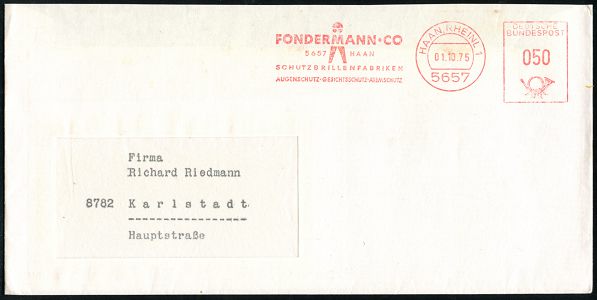 FONDERMANN·CO
5657 HAAN
SCHUTZBRILLENFABRIKEN
AUGENSCHUTZ·GESICHTSSCHUTZ·ATEMSCHUTZ
HAAN, RHEINL 1
01.10.75
5657
DEUTSCHE
BUNDESPOST
050
Firma
Richard Riedmann
8782 Karlstadt
Hauptstraße